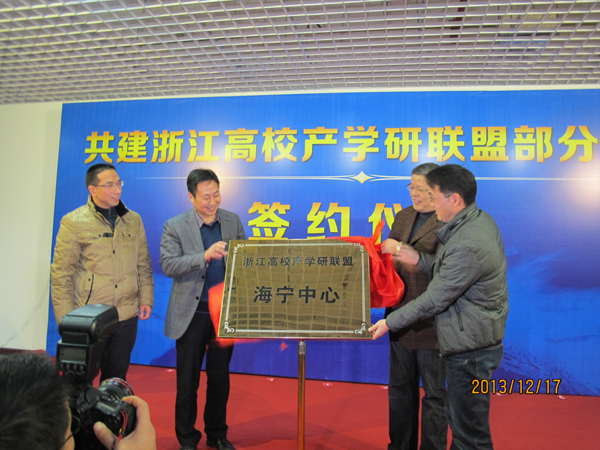 共建浙江高校产学研联盟部分
签约仪
浙江高校产学研联盟
海宁中心
2013/12/17